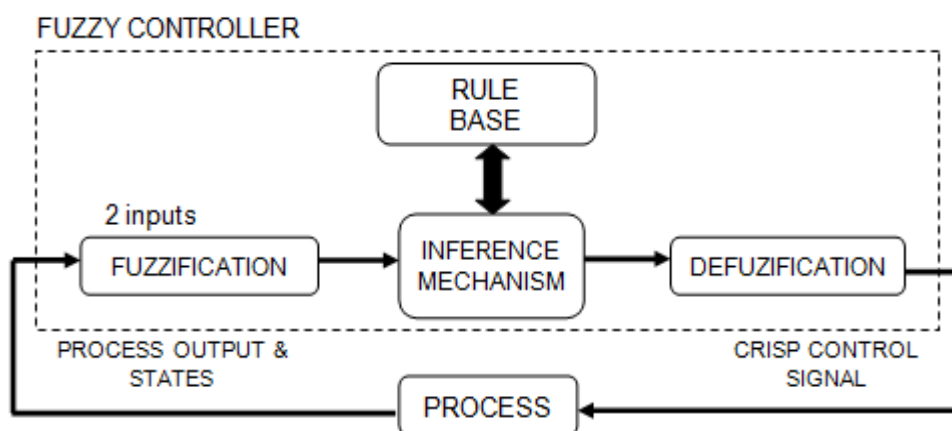 FUZZY CONTROLLER
RULE
BASE
2 inputs
FUZZIFICATION
INFERENCE
MECHANISM
DEFUZIFICATION
PROCESS OUTPUT &
STATES
CRISP CONTROL
SIGNAL
PROCESS